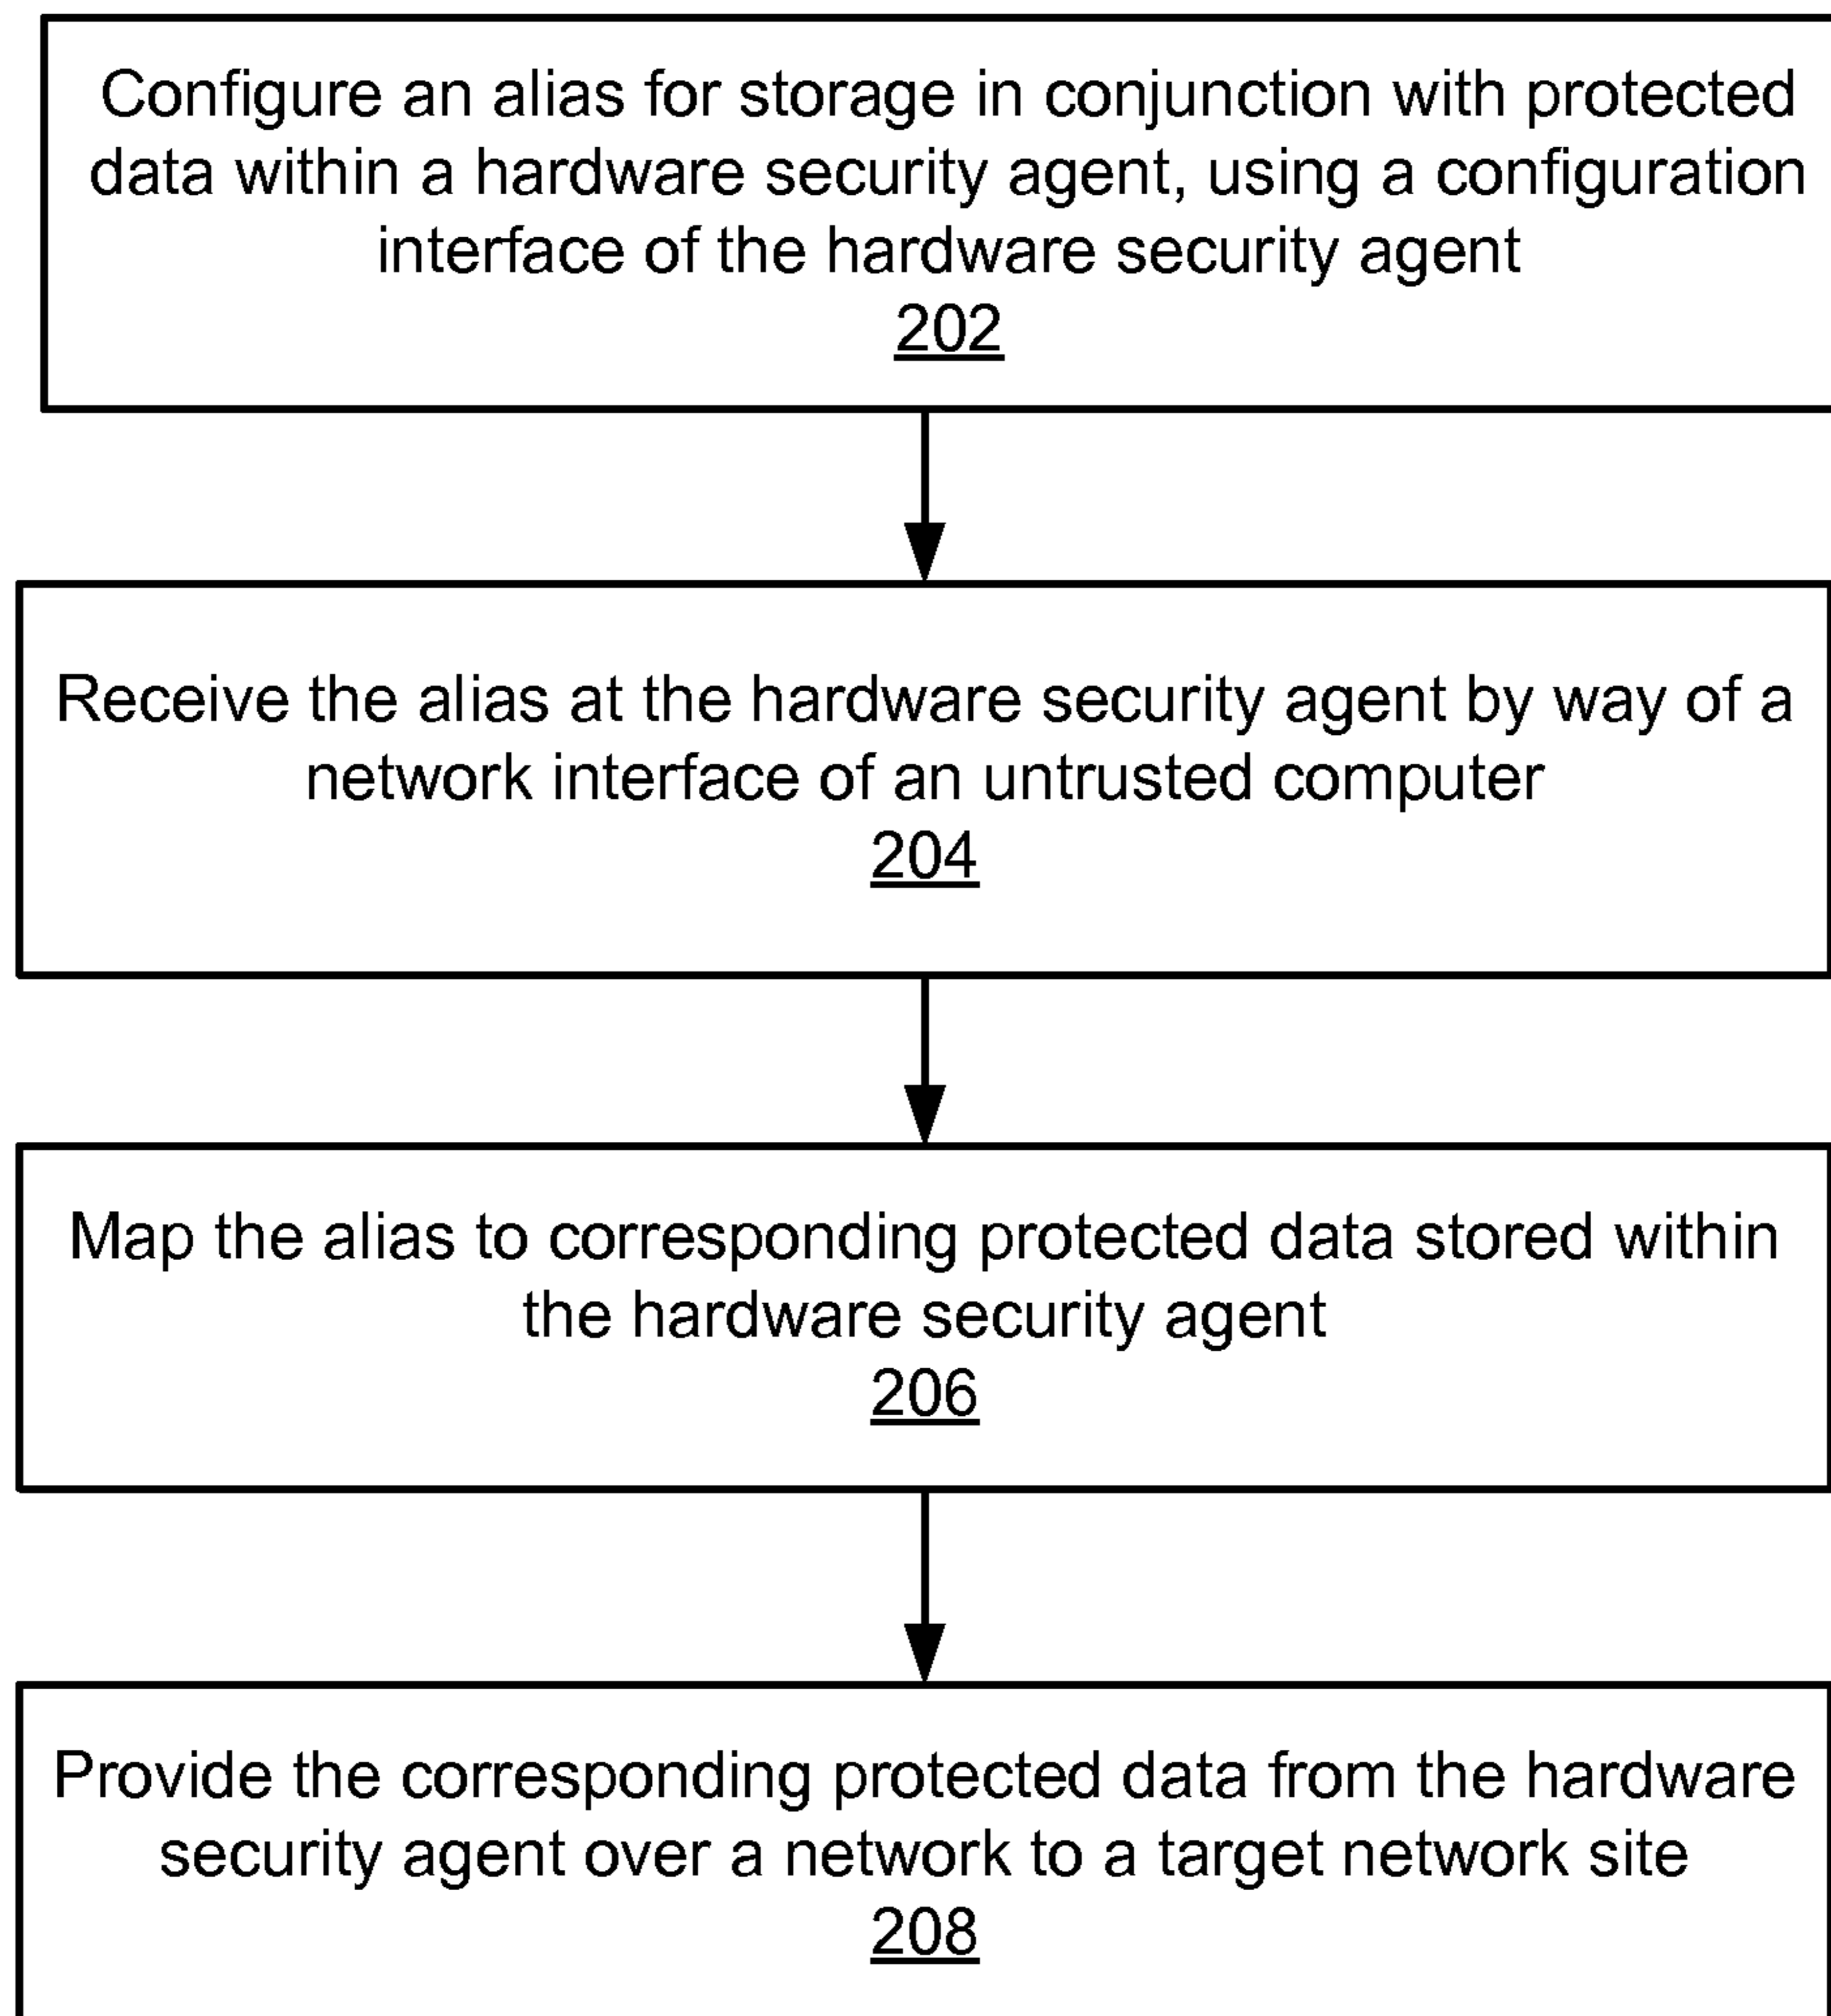 Configure an alias for storage in conjunction with protected
data within a hardware security agent, using a configuration
interface of the hardware security agent
202
Receive the alias at the hardware security agent by way of a
network interface of an untrusted computer
204
Map the alias to corresponding protected data stored within
the hardware security agent
206
Provide the corresponding protected data from the hardware
security agent over a network to a target network site
208